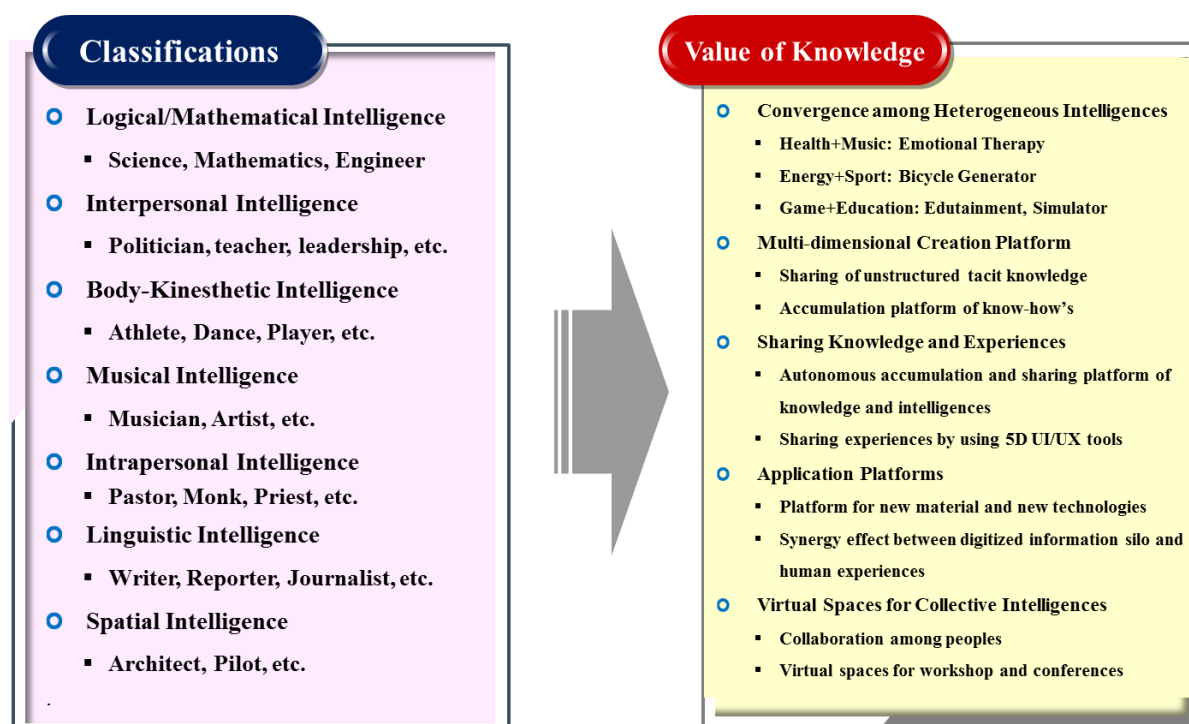 Classifications
Logical/Mathematical Intelligence
Science, Mathematics, Engineer
Interpersonal Intelligence
Politician, teacher, leadership, etc.
Body-Kinesthetic Intelligence
Athlete, Dance, Player, etc.
Musical Intelligence
Musician, Artist, etc.
Intrapersonal Intelligence
Pastor, Monk, Priest, etc.
Linguistic Intelligence
Writer, Reporter, Journalist, etc.
Spatial Intelligence
Architect, Pilot, etc.
.
Value of Knowledge
Convergence among Heterogeneous Intelligences
Health+Music: Emotional Therapy
Energy+Sport: Bicycle Generator
Game+Education: Edutainment, Simulator
Multi-dimensional Creation Platform
Sharing of unstructured tacit knowledge
Accumulation platform of know-how’s
Sharing Knowledge and Experiences
Autonomous accumulation and sharing platform of
knowledge and intelligences
Sharing experiences by using 5D UI/UX tools
Application Platforms
Platform for new material and new technologies
Synergy effect between digitized information silo and
human experiences
Virtual Spaces for Collective Intelligences
Collaboration among peoples
Virtual spaces for workshop and conferences